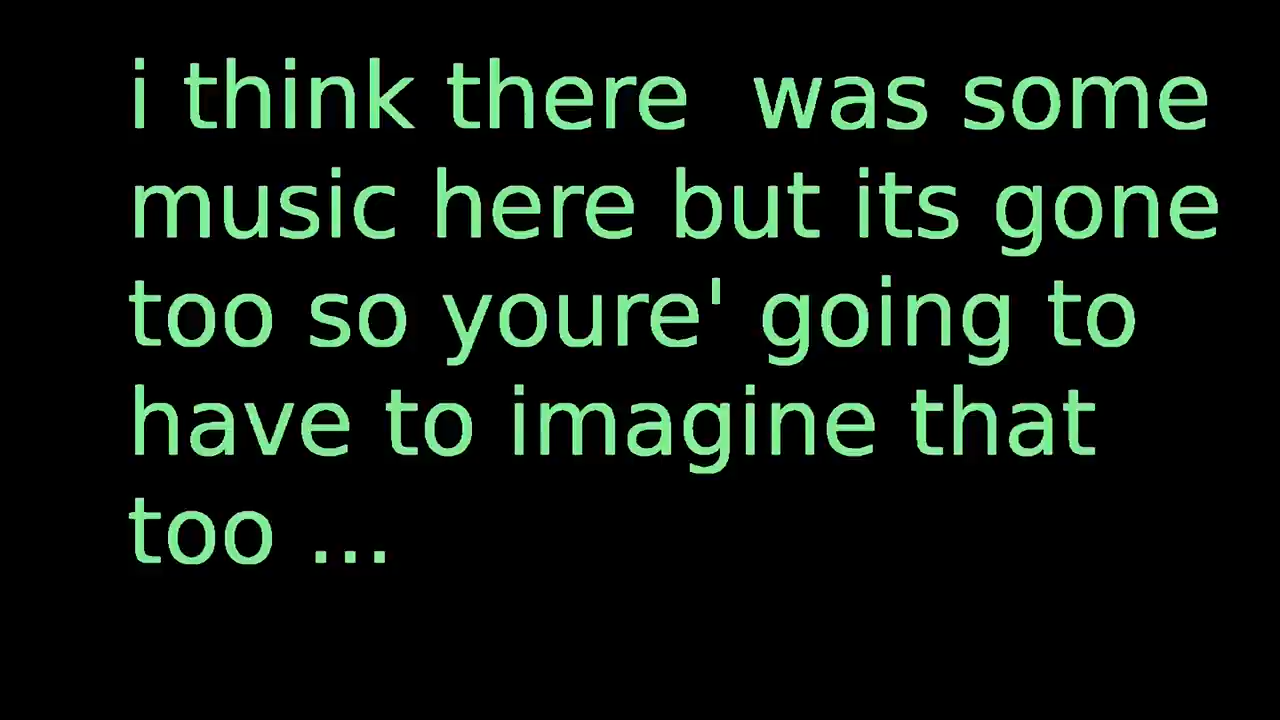 i think there  was some
music here but its gone
too so youre' going to
have to imagine that
too ...